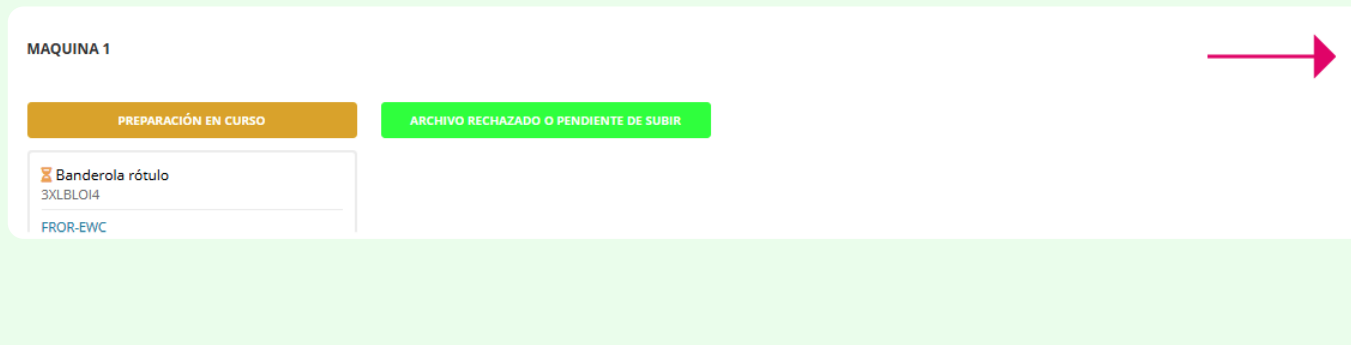 MAQUINA 1
PREPARACIÓN EN CURSO
ARCHIVO RECHAZADO O PENDIENTE DE SUBIR
Banderola rótulo
3XLBLOI4
FROR-EWC